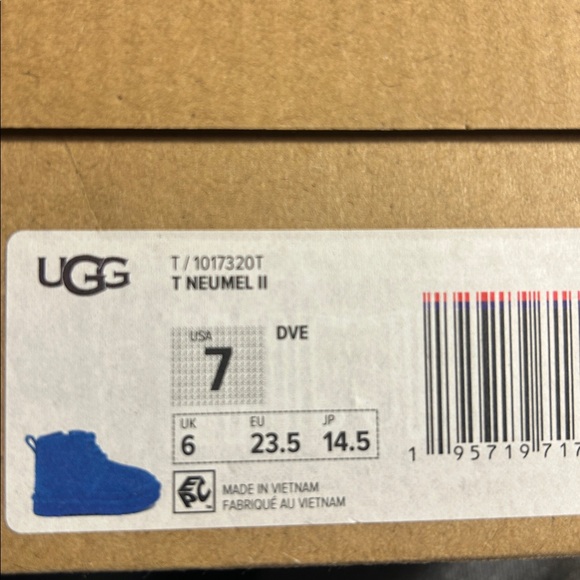 UGG
T / 1017320T
T NEUMEL II
USA
7
DVE
UK EU JP
6 23.5 14.5
1 95719 717
MADE IN VIETNAM
FABRIQUÉ AU VIETNAM